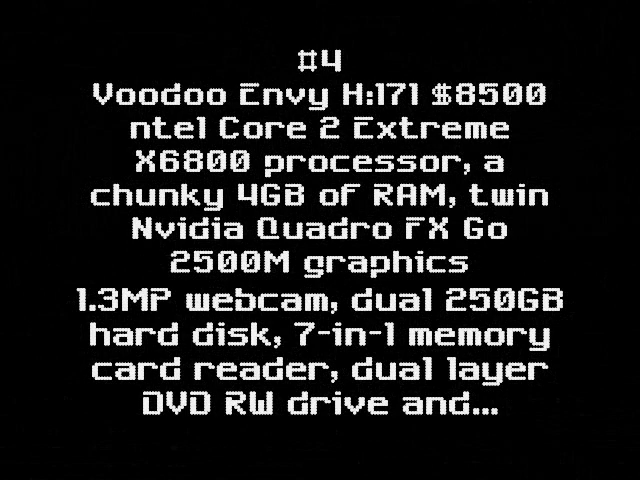 #4
Voodoo Envy H:171 $8500
ntel Core 2 Extreme
X6800 processor, a
chunky 4GB of RAM, twin
Nvidia Quadro FX Go
2500M graphics
1.3MP webcam, dual 250GB
hard disk, 7-in-1 memory
card reader, dual layer
DVD RW drive and...